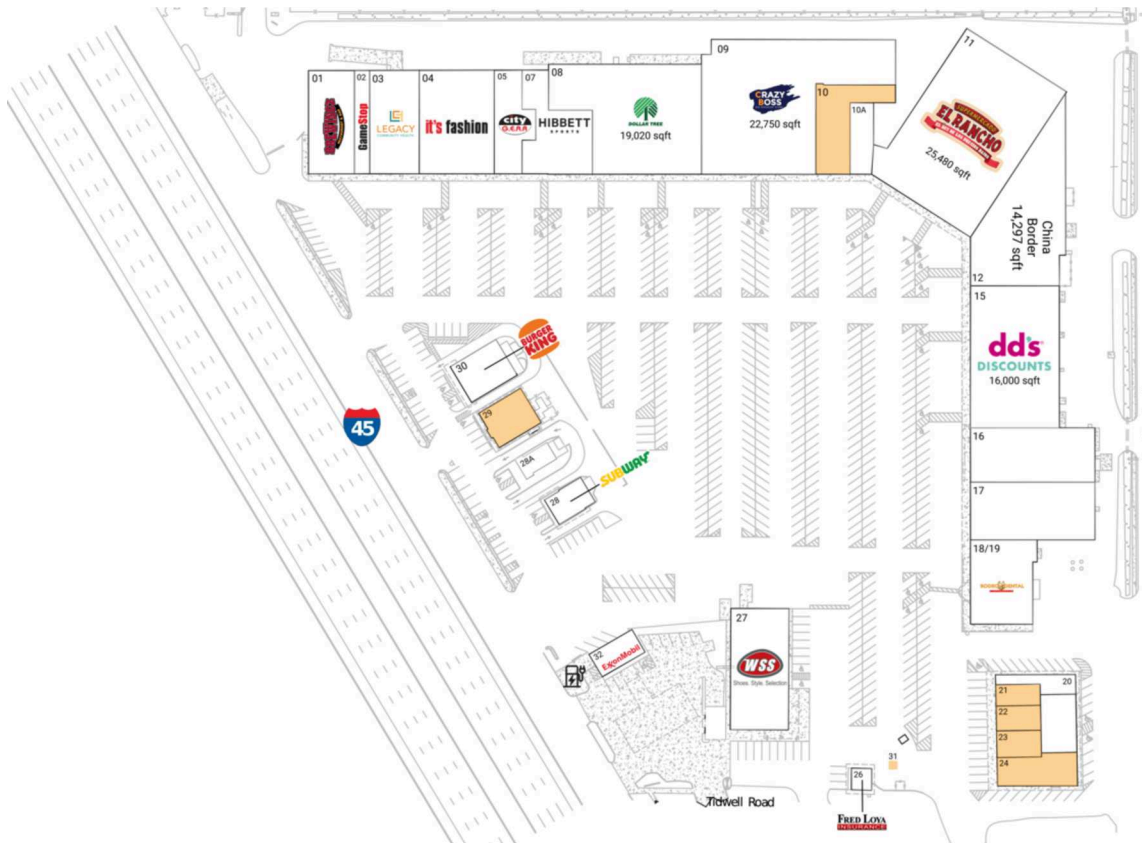 01
02
03
04
05
07
08
09
10
10A
11
GameStop
LEGACY
COMMUNITY HEALTH
it's fashion
CITY
GEAR
HIBBETT
SPORTS
DOLLAR TREE
19,020 sqft
CRAZY
BOSS
22,750 sqft
SUPERMERCADO
EL RANCHO
25,480 sqft
China
Border
14,297 sqft
12
15
dd's
DISCOUNTS
16,000 sqft
16
17
18/19
30
BURGER
KING
29
28A
28
SUBWAY
45
32
ExxonMobil
27
WSS
Shoes. Style. Selection
20
21
22
23
24
31
26
FRED LOYA
INSURANCE
Tidwell Road